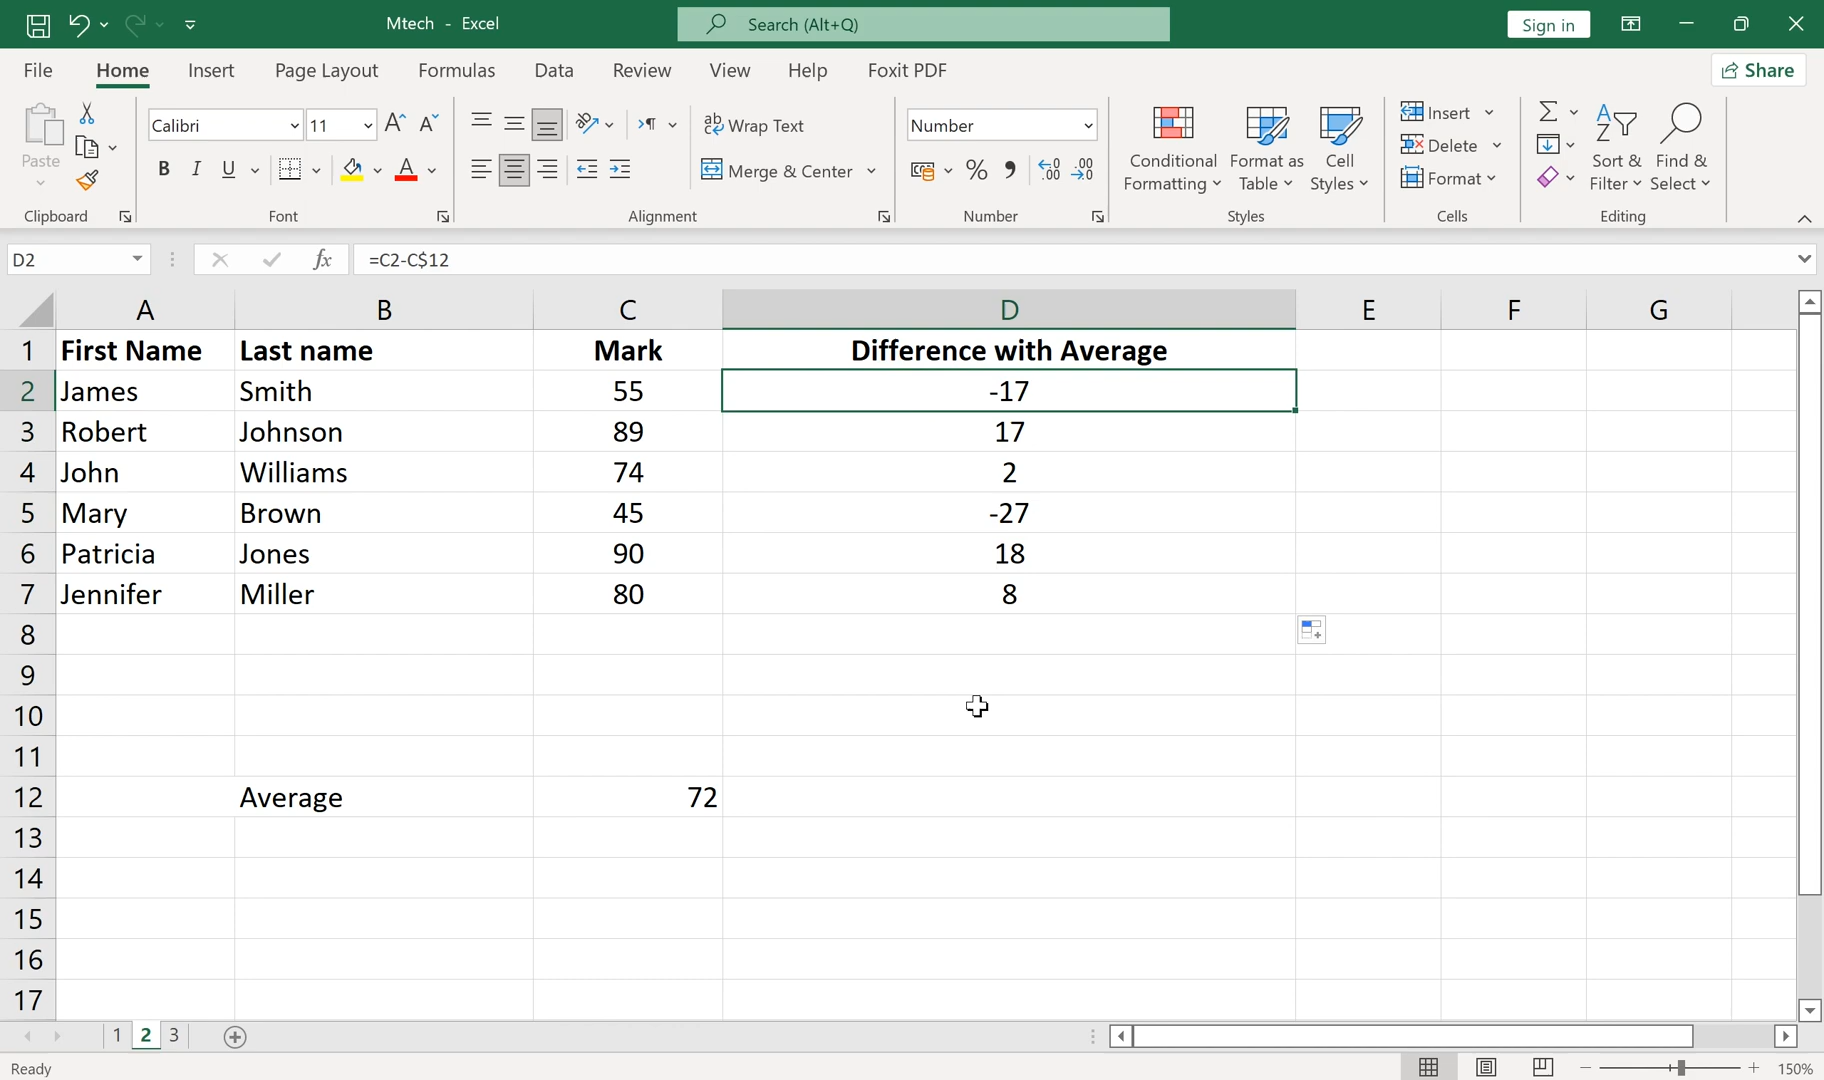 Mtech - Excel
Search (Alt+Q)
Sign in
File Home Insert Page Layout Formulas Data Review View Help Foxit PDF
Share
Paste
Clipboard
Calibri 11
B I U
Font
Wrap Text
Merge & Center
Alignment
Number
Number
Conditional Formatting
Format as Table
Cell Styles
Styles
Insert
Delete
Format
Cells
Sort & Filter
Find & Select
Editing
D2 fx =C2-C$12
A B C D E F G
1 First Name Last name Mark Difference with Average
2 James Smith 55 -17
3 Robert Johnson 89 17
4 John Williams 74 2
5 Mary Brown 45 -27
6 Patricia Jones 90 18
7 Jennifer Miller 80 8
8
9
10
11
12 Average 72
13
14
15
16
17
1 2 3
Ready 150%